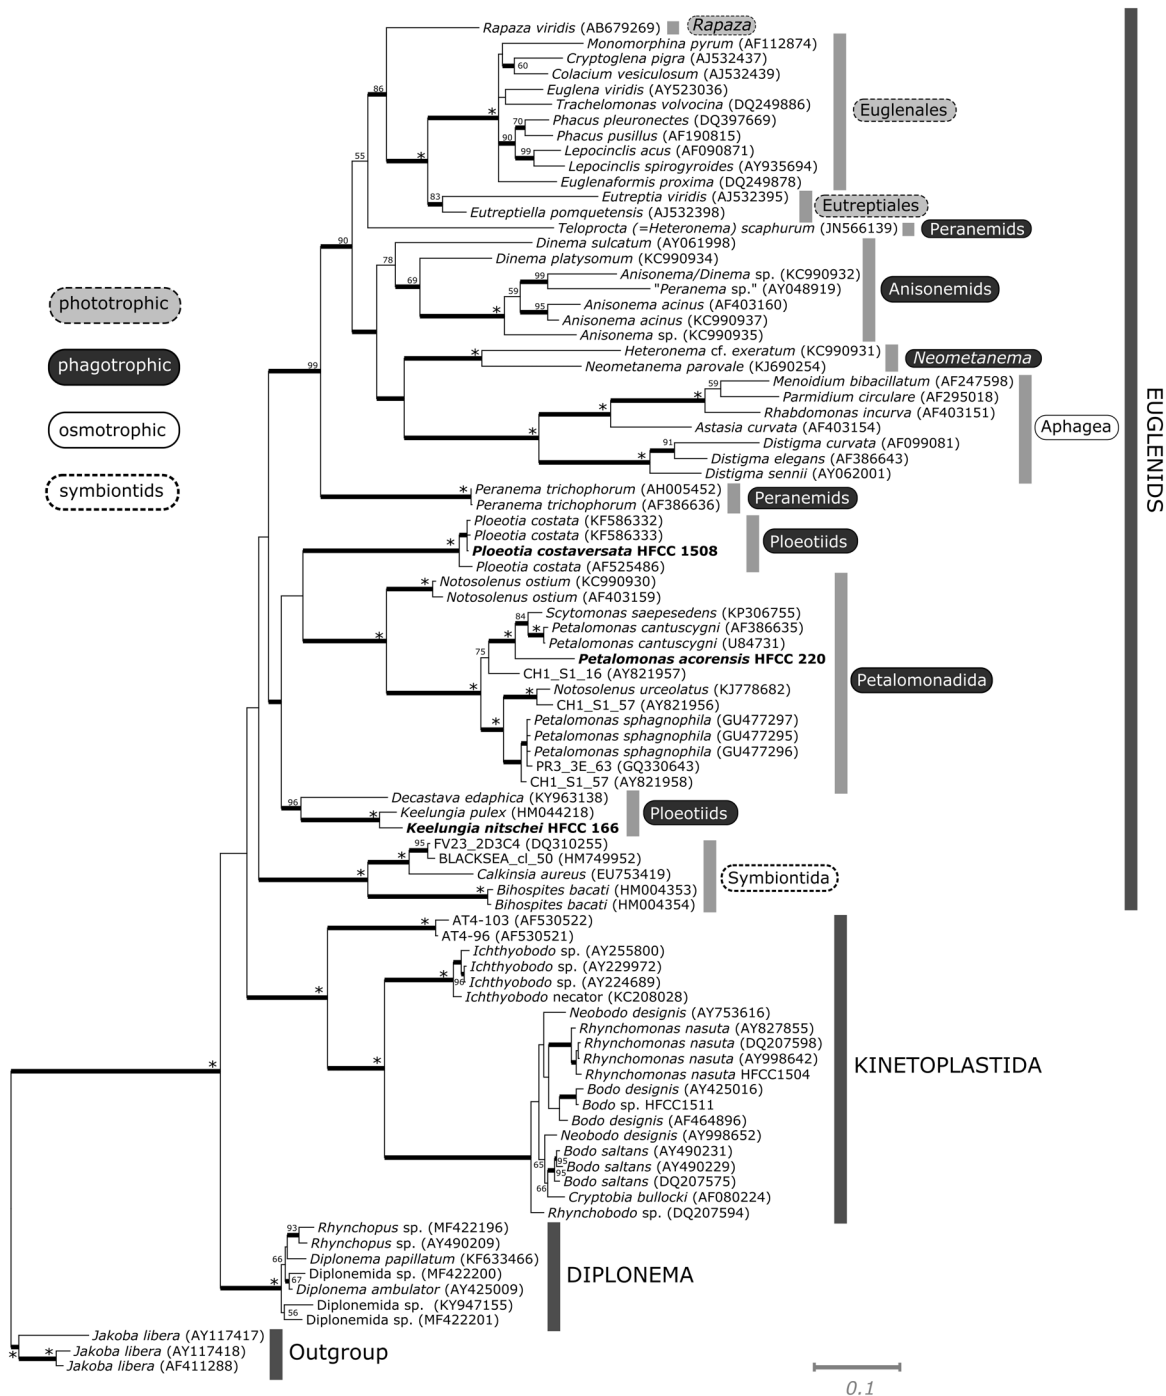 Rapaza viridis (AB679269) Rapaza
Monomorphina pyrum (AF112874)
Cryptoglena pigra (AJ532437)
60
Colacium vesiculosum (AJ532439)
86
Euglena viridis (AY523036)
*
Trachelomonas volvocina (DQ249886) Euglenales
70
Phacus pleuronectes (DQ397669)
90
Phacus pusillus (AF190815)
55 *
99
Lepocinclis acus (AF090871)
Lepocinclis spirogyroides (AY935694)
Euglenaformis proxima (DQ249878)
83
Eutreptia viridis (AJ532395)
Eutreptiella pomquetensis (AJ532398) Eutreptiales
Teloprocta (=Heteronema) scaphurum (JN566139) Peranemids
90
Dinema sulcatum (AY061998)
78
Dinema platysomum (KC990934)
69
99
Anisonema/Dinema sp. (KC990932)
59
"Peranema sp." (AY048919) Anisonemids
phototrophic
95
Anisonema acinus (AF403160)
*
Anisonema acinus (KC990937)
Anisonema sp. (KC990935)
*
Heteronema cf. exeratum (KC990931) Neometanema
phagotrophic
99
Neometanema parovale (KJ690254)
59
Menoidium bibacillatum (AF247598)
*
Parmidium circulare (AF295018)
*
Rhabdomonas incurva (AF403151)
Astasia curvata (AF403154) Aphagea
osmotrophic
*
91
Distigma curvata (AF099081)
*
Distigma elegans (AF386643)
Distigma sennii (AY062001)
EUGLENIDS
symbiontids
*
Peranema trichophorum (AH005452)
Peranema trichophorum (AF386636) Peranemids
Ploeotia costata (KF586332)
*
Ploeotia costata (KF586333) Ploeotiids
Ploeotia costaversata HFCC 1508
Ploeotia costata (AF525486)
*
Notosolenus ostium (KC990930)
Notosolenus ostium (AF403159)
84
Scytomonas saepesedens (KP306755)
* * *
Petalomonas cantuscygni (AF386635)
Petalomonas cantuscygni (U84731)
75
Petalomonas acorensis HFCC 220
CH1_S1_16 (AY821957) Petalomonadida
* *
Notosolenus urceolatus (KJ778682)
CH1_S1_57 (AY821956)
*
Petalomonas sphagnophila (GU477297)
Petalomonas sphagnophila (GU477295)
Petalomonas sphagnophila (GU477296)
PR3_3E_63 (GQ330643)
CH1_S1_57 (AY821958)
96
Decastava edaphica (KY963138)
*
Keelungia pulex (HM044218) Ploeotiids
Keelungia nitschei HFCC 166
95
FV23_2D3C4 (DQ310255)
*
BLACKSEA_cl_50 (HM749952)
*
Calkinsia aureus (EU753419) Symbiontida
*
Bihospites bacati (HM004353)
Bihospites bacati (HM004354)
*
AT4-103 (AF530522)
AT4-96 (AF530521)
Ichthyobodo sp. (AY255800)
*
Ichthyobodo sp. (AY229972)
96
Ichthyobodo sp. (AY224689)
*
Ichthyobodo necator (KC208028)
Neobodo designis (AY753616)
Rhynchomonas nasuta (AY827855)
Rhynchomonas nasuta (DQ207598)
* *
Rhynchomonas nasuta (AY998642) KINETOPLASTIDA
Rhynchomonas nasuta HFCC1504
Bodo designis (AY425016)
Bodo sp. HFCC1511
Bodo designis (AF464896)
Neobodo designis (AY998652)
Bodo saltans (AY490231)
65 95
Bodo saltans (AY490229)
95
Bodo saltans (DQ207575)
66
Cryptobia bullocki (AF080224)
Rhynchobodo sp. (DQ207594)
93
Rhynchopus sp. (MF422196)
Rhynchopus sp. (AY490209)
66
Diplonema papillatum (KF633466)
Diplonemida sp. (MF422200) DIPLONEMA
* 67
Diplonema ambulator (AY425009)
Diplonemida sp. (KY947155)
56
Diplonemida sp. (MF422201)
Jakoba libera (AY117417)
* *
Jakoba libera (AY117418) Outgroup
Jakoba libera (AF411288)
0.1